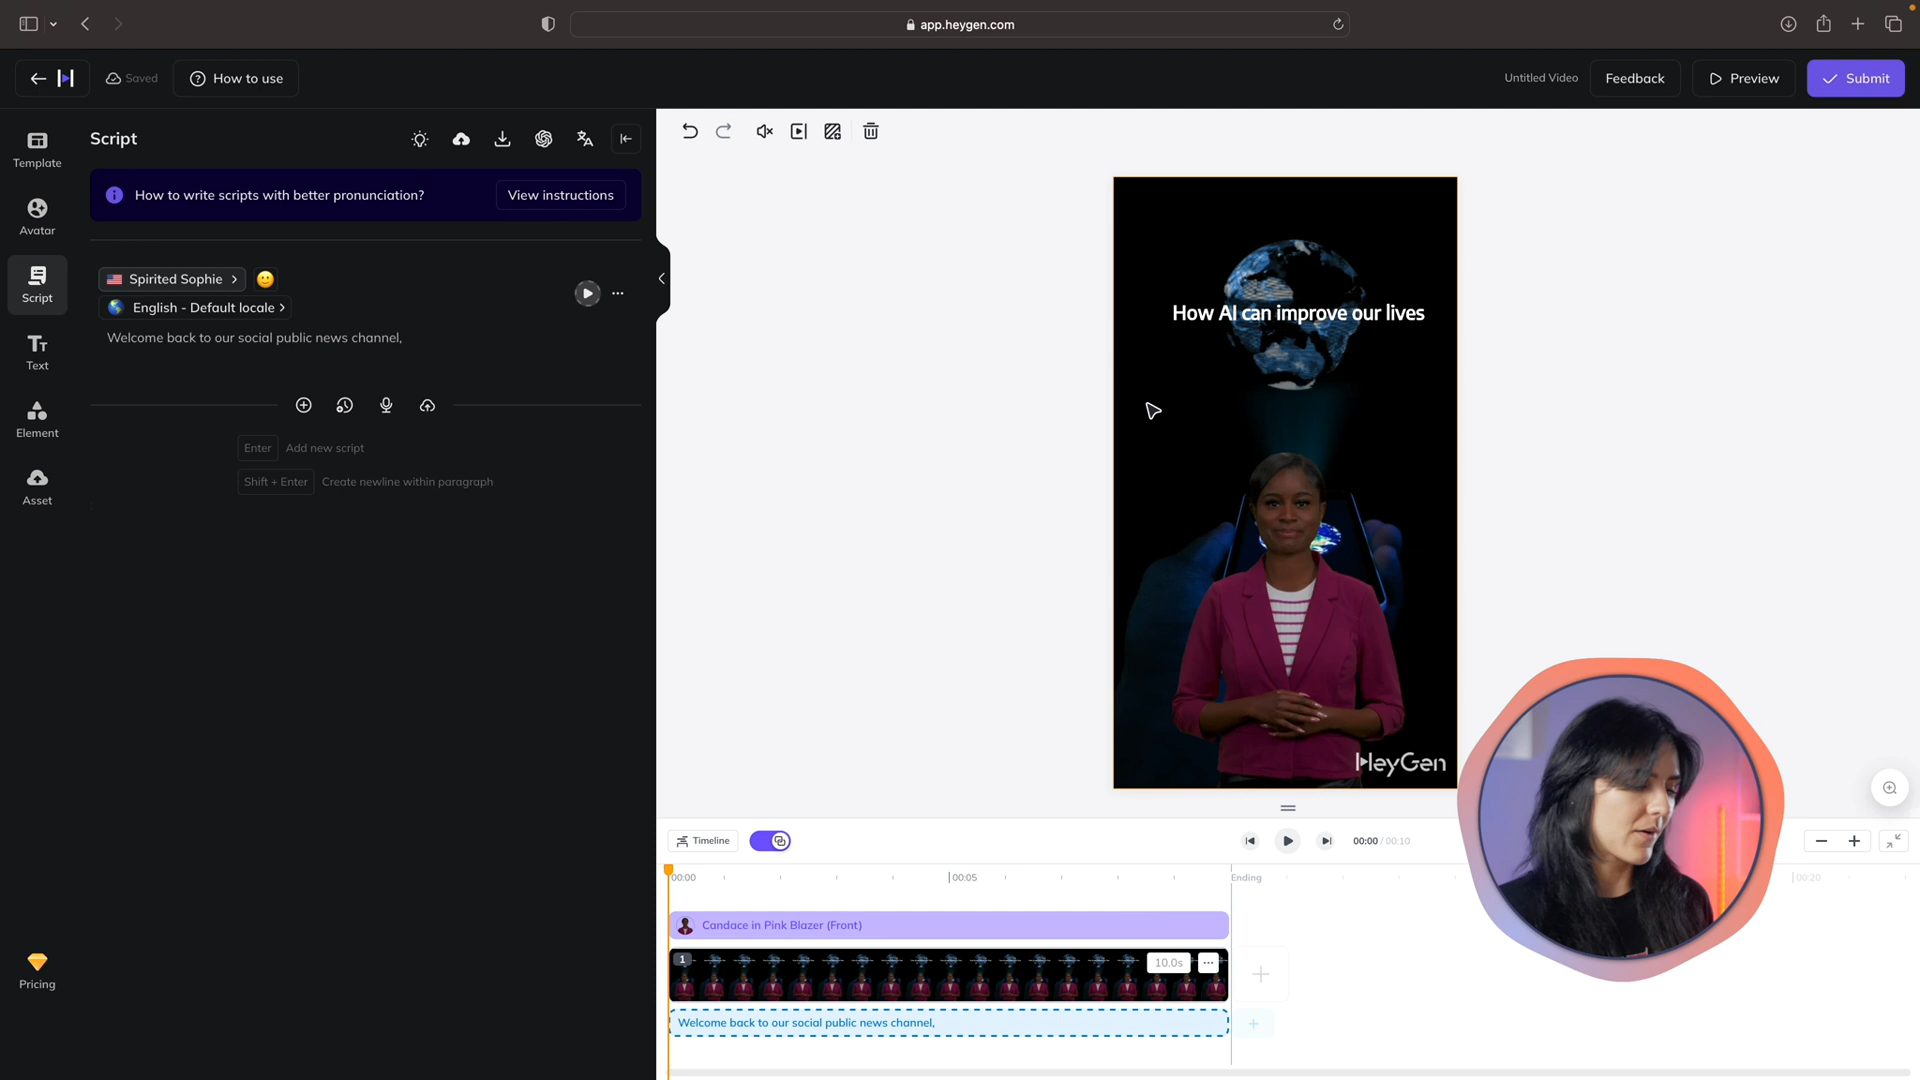 app.heygen.com
Saved
How to use
Untitled Video
Feedback
Preview
Submit
Template
Avatar
Script
Text
Element
Asset
Pricing
Script
How to write scripts with better pronunciation?
View instructions
Spirited Sophie
English - Default locale
Welcome back to our social public news channel,
Enter
Add new script
Shift + Enter
Create newline within paragraph
How AI can improve our lives
HeyGen
Timeline
00:00 / 00:10
00:00
00:05
Ending
00:20
Candace in Pink Blazer (Front)
1
10.0s
Welcome back to our social public news channel,